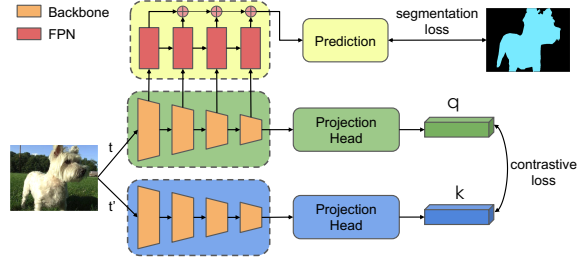 Backbone
FPN
Prediction
segmentation
loss
t
t'
Projection
Head
q
contrastive
loss
Projection
Head
k